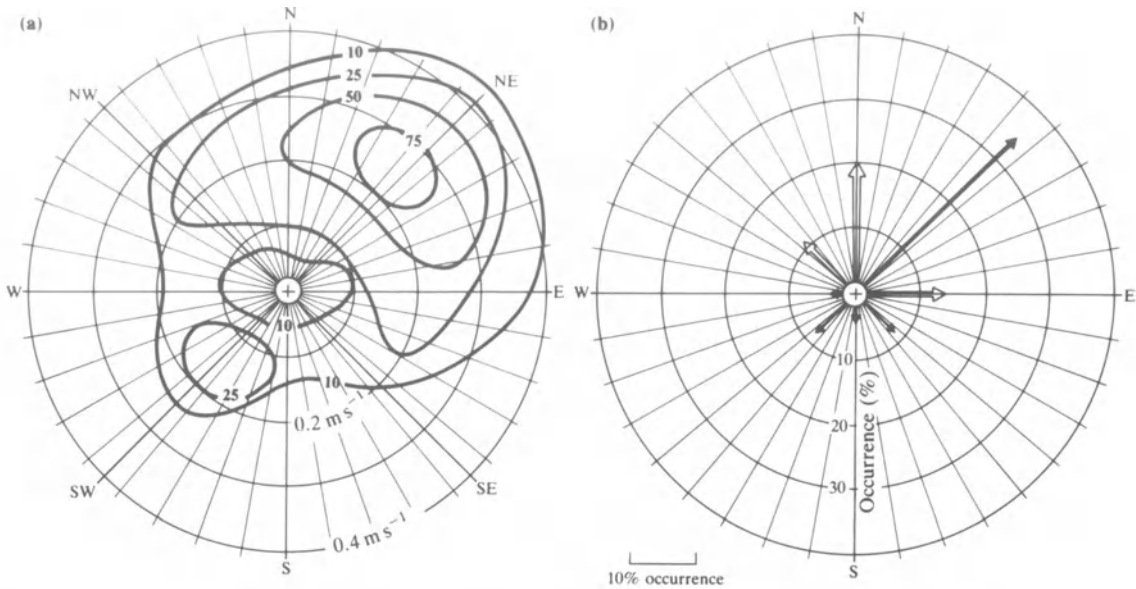 (a)
N
NW
NE
10
25
50
75
W
E
10
25
10
0.2 m s⁻¹
SW
SE
0.4 m s⁻¹
S
(b)
N
W
E
10
20
30
Occurrence (%)
S
10% occurrence